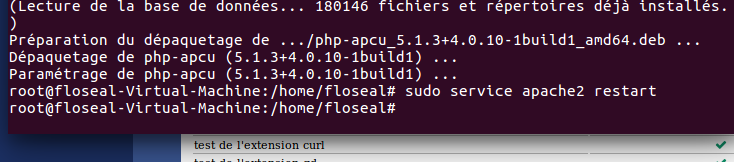 (Lecture de la base de données... 180146 fichiers et répertoires déjà installés.
)
Préparation du dépaquetage de .../php-apcu_5.1.3+4.0.10-1build1_amd64.deb ...
Dépaquetage de php-apcu (5.1.3+4.0.10-1build1) ...
Paramétrage de php-apcu (5.1.3+4.0.10-1build1) ...
root@floseal-Virtual-Machine:/home/floseal# sudo service apache2 restart
root@floseal-Virtual-Machine:/home/floseal#
test de l'extension curl
test de l'extension gd